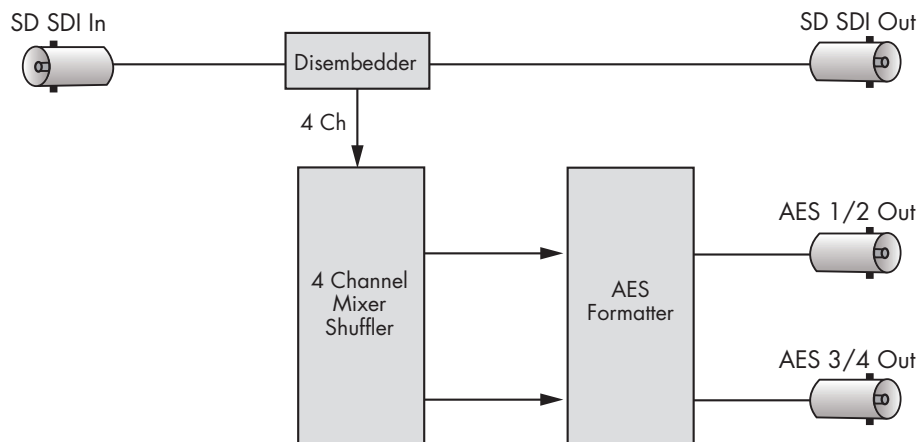 SD SDI In
SD SDI Out
Disembedder
4 Ch
AES 1/2 Out
4 Channel
Mixer
Shuffler
AES
Formatter
AES 3/4 Out